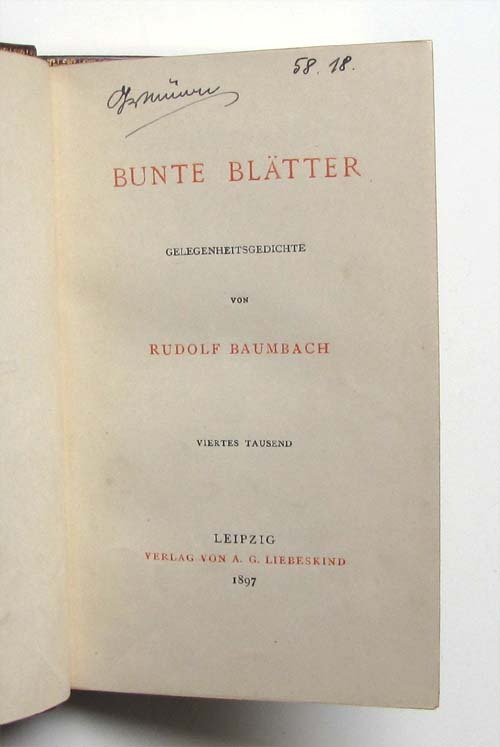 58. 18.
BUNTE BLÄTTER
GELEGENHEITSGEDICHTE
VON
RUDOLF BAUMBACH
VIERTES TAUSEND
LEIPZIG
VERLAG VON A. G. LIEBESKIND
1897